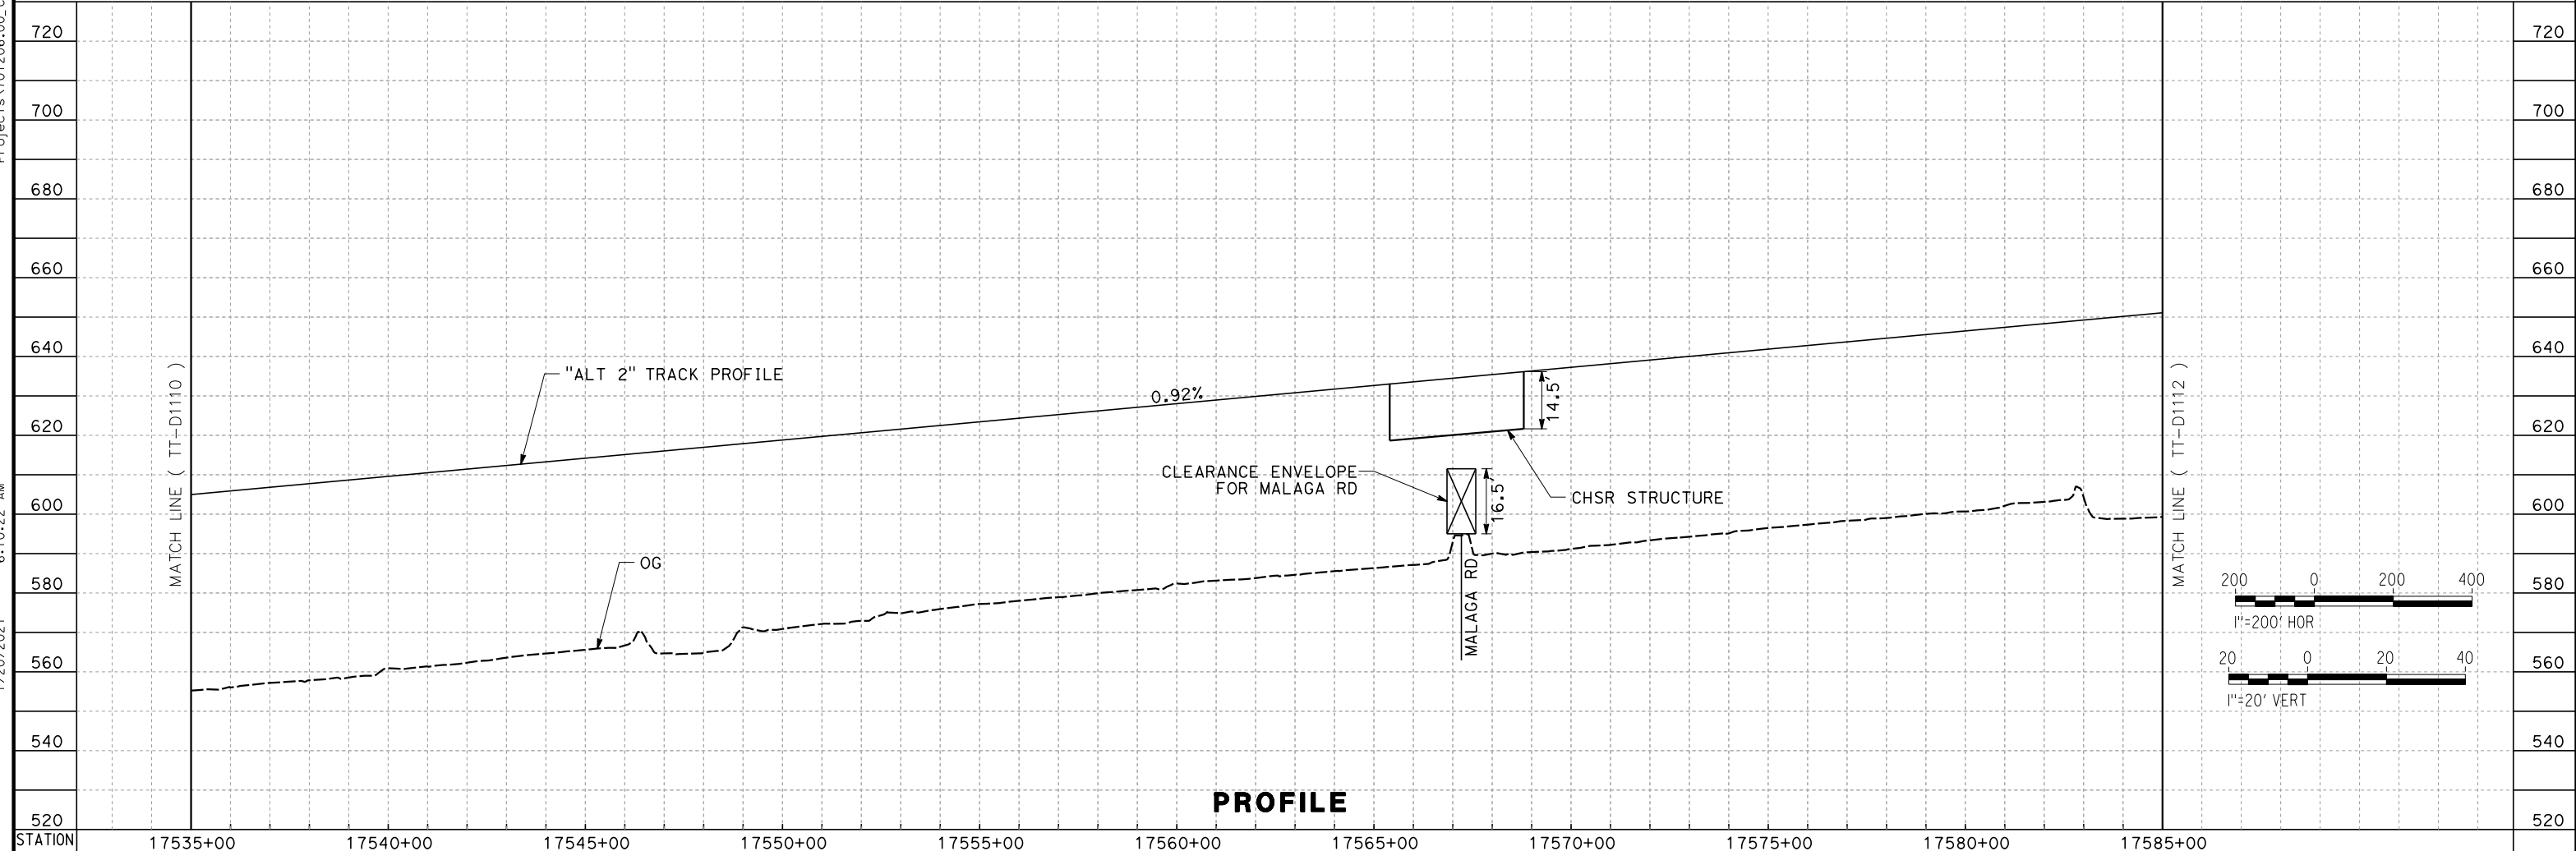 720 720
700 700
680 680
660 660
640 640
MATCH LINE ( TT-D1110 )
"ALT 2" TRACK PROFILE
0.92%
14.5'
MATCH LINE ( TT-D1112 )
620 620
CLEARANCE ENVELOPE
FOR MALAGA RD
16.5'
CHSR STRUCTURE
600 600
OG
MALAGA RD
580 580
200 0 200 400
1"=200' HOR
560 560
20 0 20 40
1"=20' VERT
540 540
PROFILE
520 520
STATION 17535+00 17540+00 17545+00 17550+00 17555+00 17560+00 17565+00 17570+00 17575+00 17580+00 17585+00